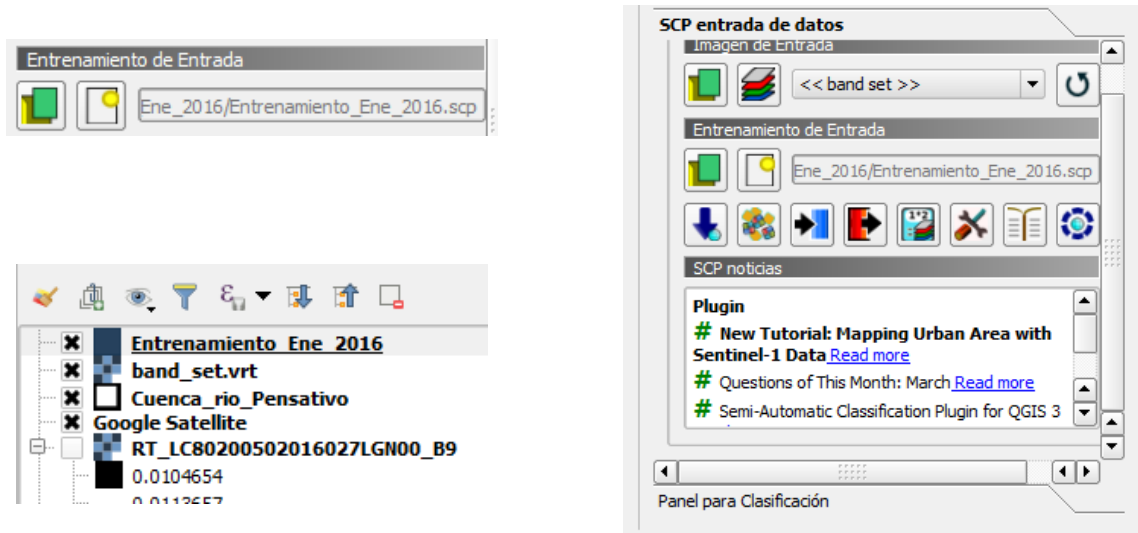 Entrenamiento de Entrada
Ene_2016/Entrenamiento_Ene_2016.scp
Entrenamiento_Ene_2016
band_set.vrt
Cuenca_rio_Pensativo
Google Satellite
RT_LC80200502016027LGN00_B9
0.0104654
0.0113657
SCP entrada de datos
Imagen de Entrada
<< band set >>
Entrenamiento de Entrada
Ene_2016/Entrenamiento_Ene_2016.scp
SCP noticias
Plugin
# New Tutorial: Mapping Urban Area with
Sentinel-1 Data Read more
# Questions of This Month: March Read more
# Semi-Automatic Classification Plugin for QGIS 3
Panel para Clasificación